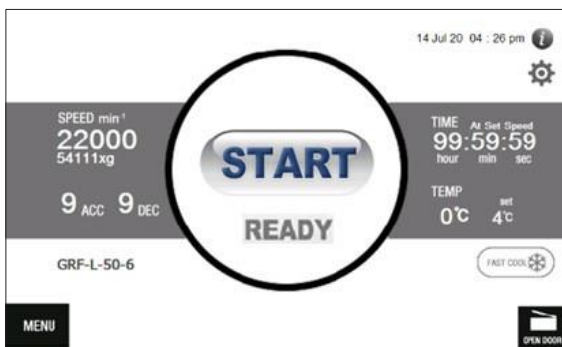 14 Jul 20 04 : 26 pm i
SPEED min⁻¹
22000
54111xg
9 ACC 9 DEC
GRF-L-50-6
MENU
START
READY
TIME At Set Speed
99:59:59
hour min sec
TEMP set
0°C 4°C
FAST COOL
OPEN DOOR